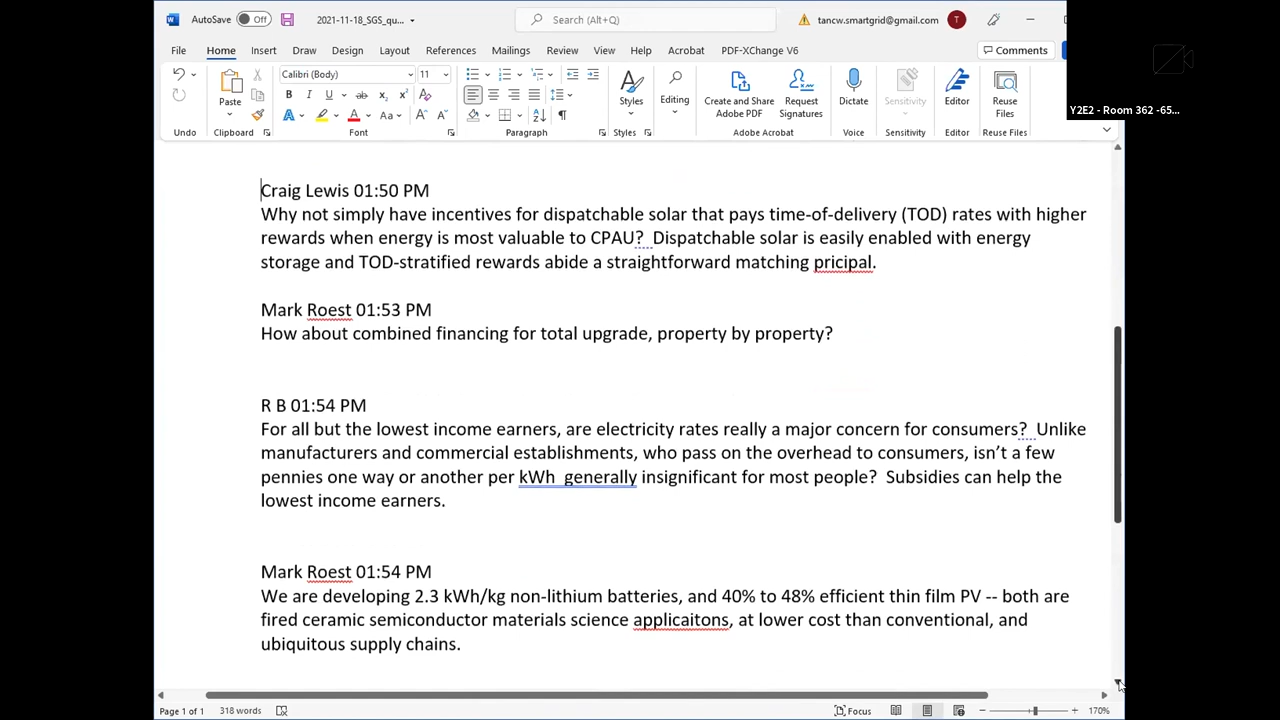 AutoSave Off 2021-11-18_SGS_qu... Search (Alt+Q) tancw.smartgrid@gmail.com T
File Home Insert Draw Design Layout References Mailings Review View Help Acrobat PDF-XChange V6 Comments
Calibri (Body) 11
Paste Styles Editing Create and Share Adobe PDF Request Signatures Dictate Sensitivity Editor Reuse Files
Undo Clipboard Font Paragraph Styles Adobe Acrobat Voice Sensitivity Editor Reuse Files
Y2E2 - Room 362 -65...
Craig Lewis 01:50 PM
Why not simply have incentives for dispatchable solar that pays time-of-delivery (TOD) rates with higher
rewards when energy is most valuable to CPAU?  Dispatchable solar is easily enabled with energy
storage and TOD-stratified rewards abide a straightforward matching pricipal.
Mark Roest 01:53 PM
How about combined financing for total upgrade, property by property?
R B 01:54 PM
For all but the lowest income earners, are electricity rates really a major concern for consumers?  Unlike
manufacturers and commercial establishments, who pass on the overhead to consumers, isn't a few
pennies one way or another per kWh  generally insignificant for most people?  Subsidies can help the
lowest income earners.
Mark Roest 01:54 PM
We are developing 2.3 kWh/kg non-lithium batteries, and 40% to 48% efficient thin film PV -- both are
fired ceramic semiconductor materials science applicaitons, at lower cost than conventional, and
ubiquitous supply chains.
Page 1 of 1 318 words Focus 170%